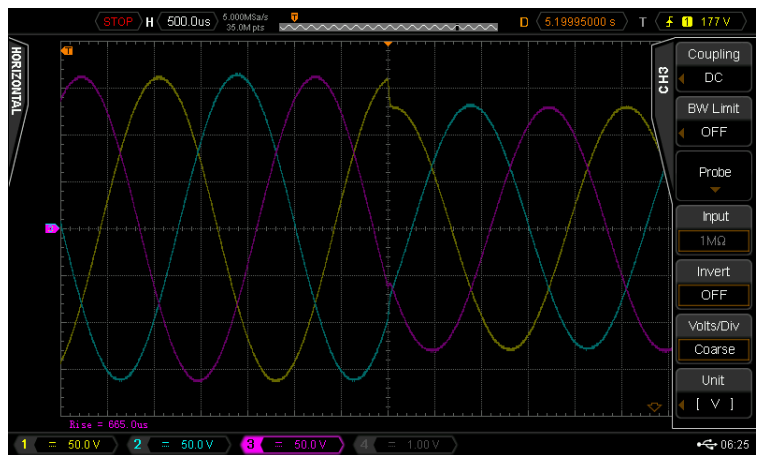 STOP H 500.0us 5.000MSa/s 35.0M pts T D 5.19995000 s T 1 177 V
HORIZONTAL
T
CH3
Coupling
DC
BW Limit
OFF
Probe
Input
1MΩ
Invert
OFF
Volts/Div
Coarse
Unit
[ V ]
Rise = 665.0us
1 = 50.0 V 2 = 50.0 V 3 = 50.0 V 4 = 1.00 V 06:25